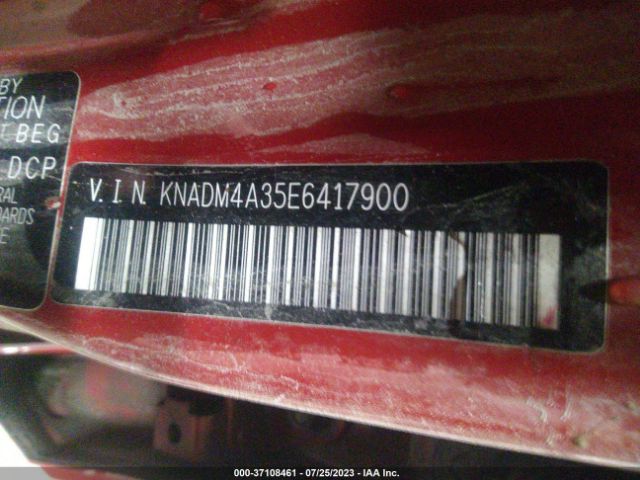 BY
TION
T BEG
DCP
RAL
DARDS
E
V.I.N. KNADM4A35E6417900
000-37108461 - 07/25/2023 - IAA Inc.